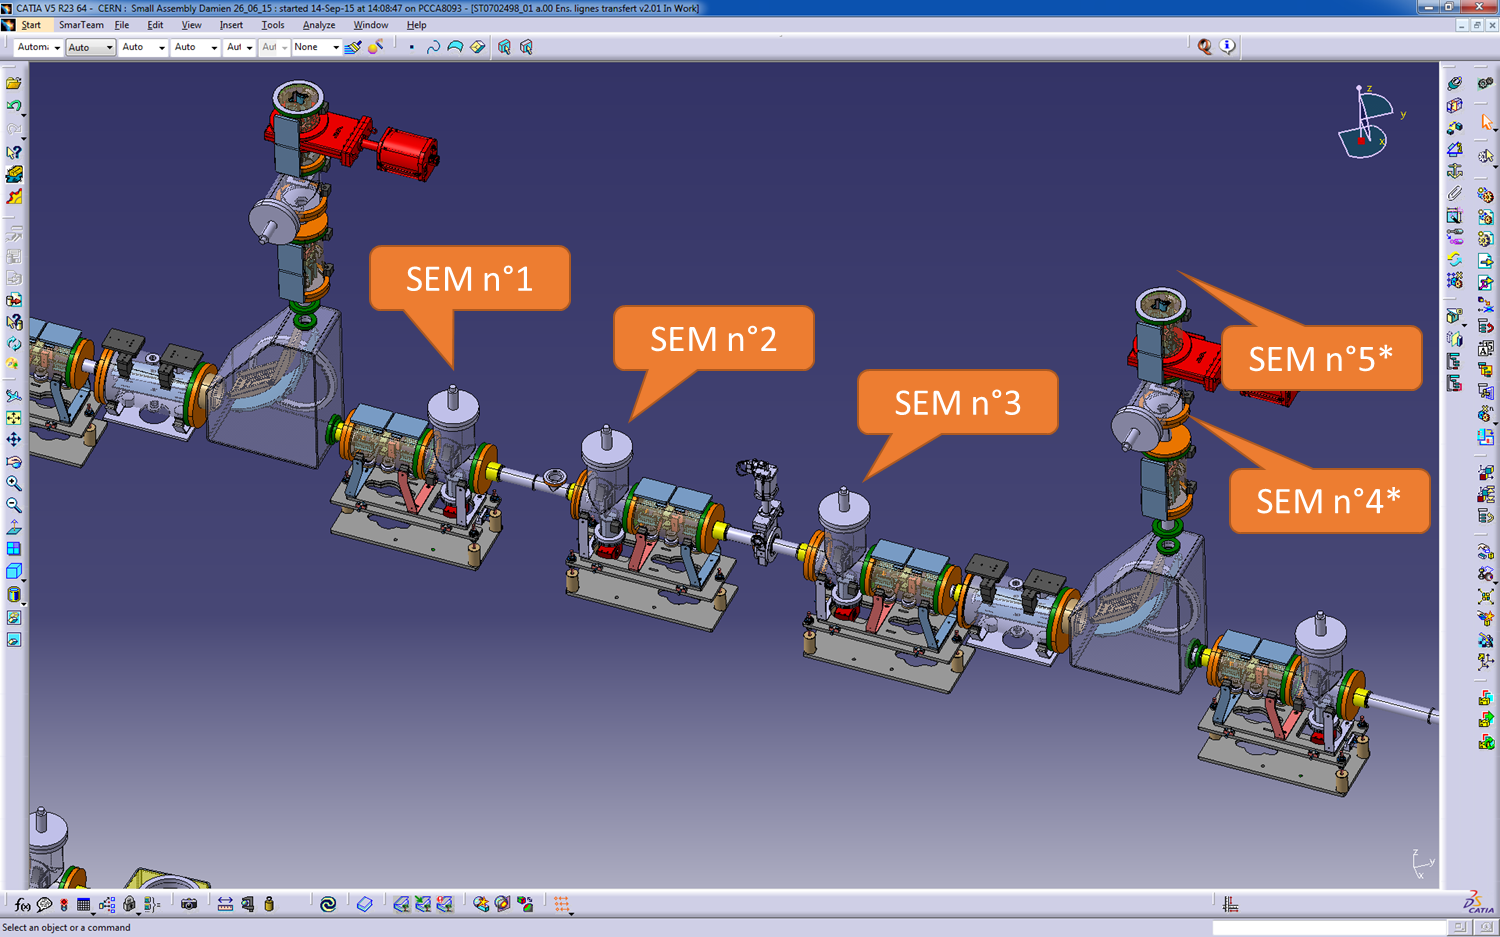 CATIA V5 R23 64 - CERN : Small Assembly Damien 26_06_15 : started 14-Sep-15 at 14:08:47 on PCCA8093 - [ST0702498_01 a.00 Ens. lignes transfert v2.01 In Work]
Start SmarTeam File Edit View Insert Tools Analyze Window Help
Autom Auto Auto Auto Aut Aut None
z
y
x
SEM n°1
SEM n°2
SEM n°5*
SEM n°3
SEM n°4*
z
y
x
f(x)
CATIA
Select an object or a command